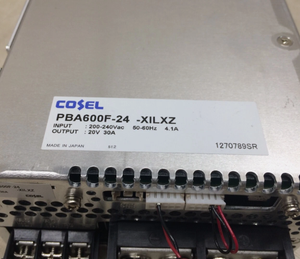 COSEL
PBA600F-24 -XILXZ
INPUT : 200-240Vac 50-60Hz 4.1A
OUTPUT : 20V 30A
1270789SR
MADE IN JAPAN